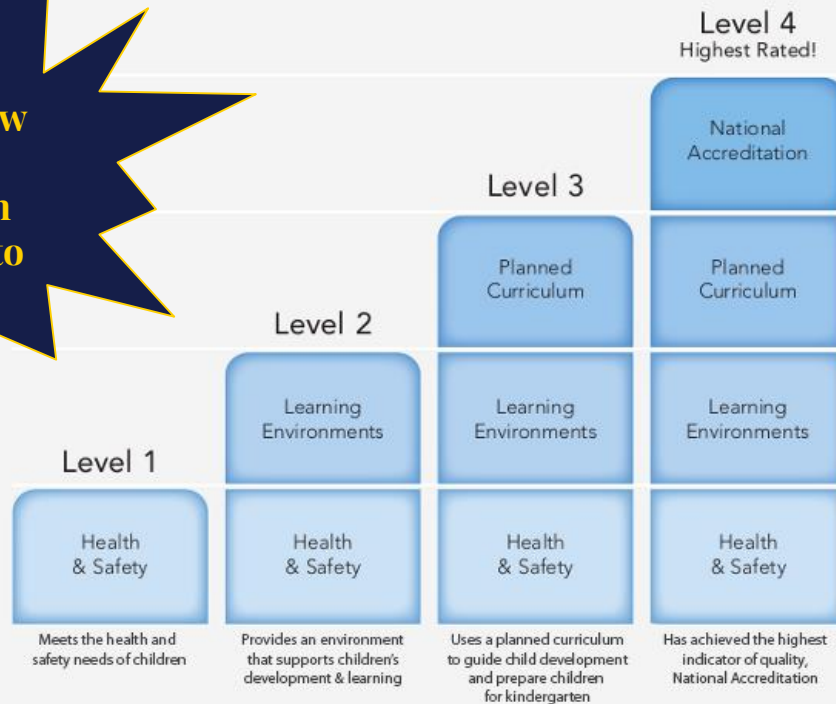 Level 4
Highest Rated!
National
Accreditation
Level 3
Planned
Curriculum
Planned
Curriculum
Level 2
Learning
Environments
Learning
Environments
Learning
Environments
Level 1
Health
& Safety
Health
& Safety
Health
& Safety
Health
& Safety
Meets the health and
safety needs of children
Provides an environment
that supports children's
development & learning
Uses a planned curriculum
to guide child development
and prepare children
for kindergarten
Has achieved the highest
indicator of quality,
National Accreditation
to